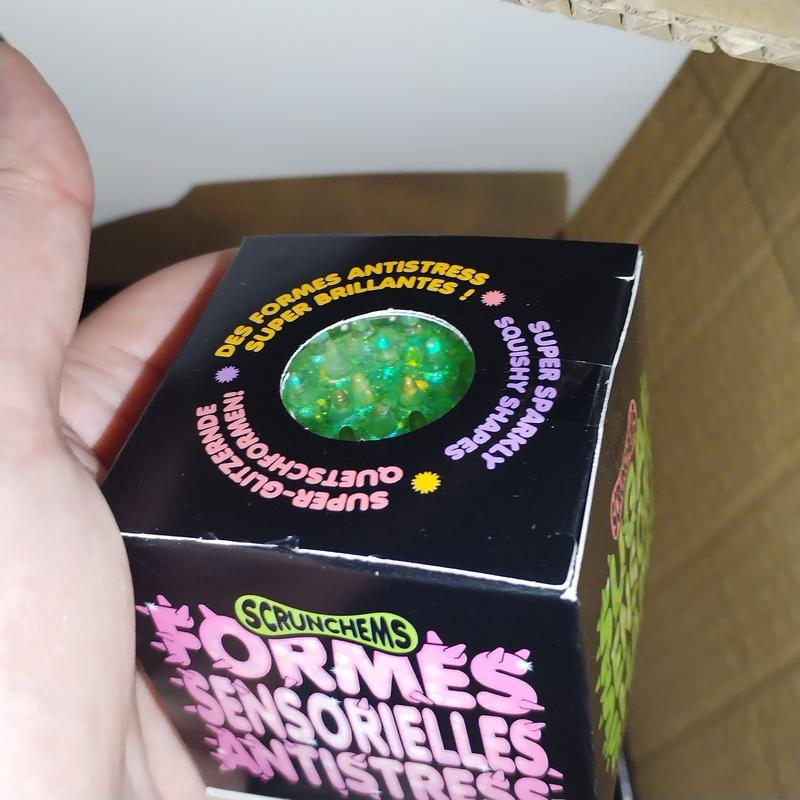 DES FORMES ANTISTRESS
SUPER BRILLANTES !
SUPER SPARKLY
SQUISHY SHAPES
SUPER-GLITZERNDE
QUETSCHFORMEN!
SCRUNCHEMS
FORMES
SENSORIELLES
ANTISTRESS